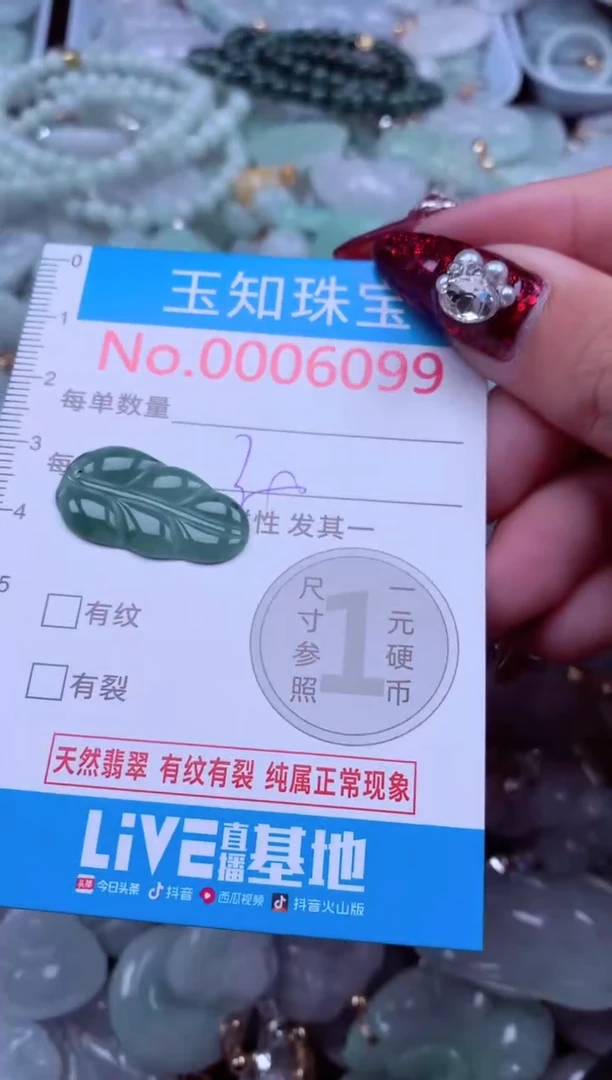 0
1
2
3
4
5
玉知珠宝
No.0006099
每单数量
每
性 发其一
有纹
有裂
尺寸参照
1
一元硬币
天然翡翠 有纹有裂 纯属正常现象
LiVE直播基地
头条 今日头条 抖音 西瓜视频 抖音火山版